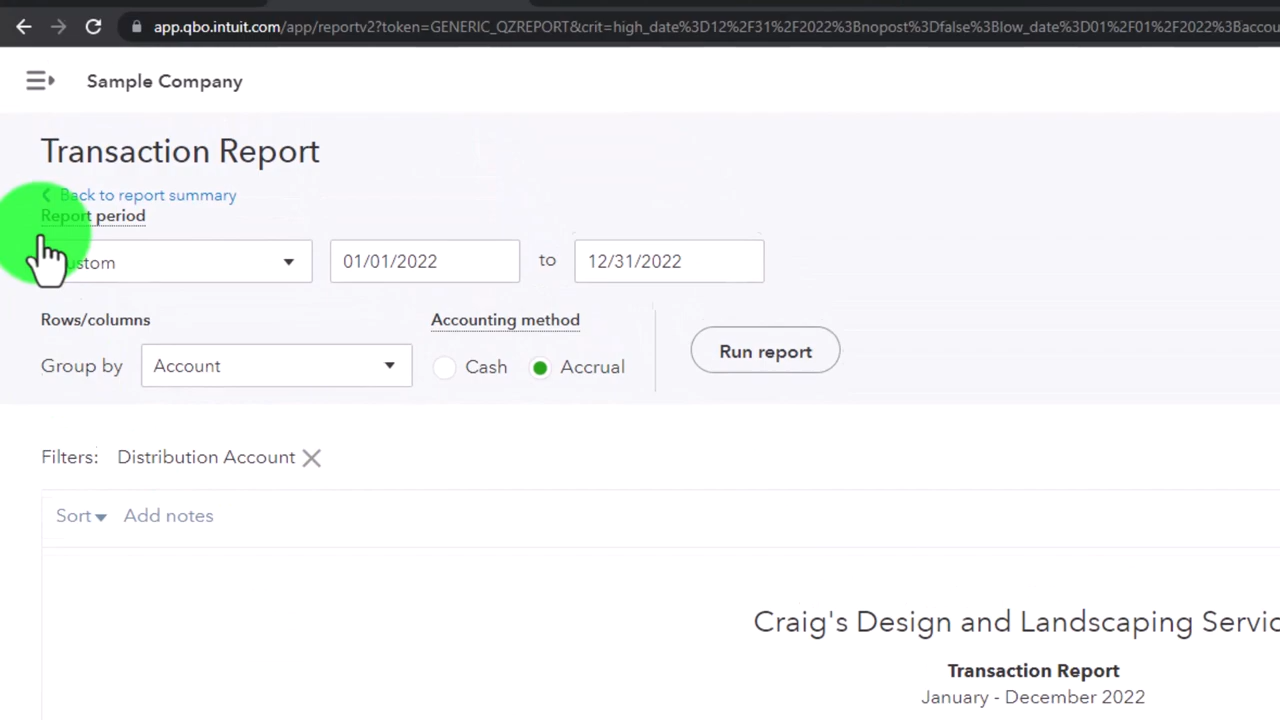 app.qbo.intuit.com/app/reportv2?token=GENERIC_QZREPORT&crit=high_date%3D12%2F31%2F2022%3Bnopost%3Dfalse%3Blow_date%3D01%2F01%2F2022%3Baccou
Sample Company
Transaction Report
Back to report summary
Report period
ustom 01/01/2022 to 12/31/2022
Rows/columns Accounting method
Group by Account Cash Accrual Run report
Filters: Distribution Account
Sort Add notes
Craig's Design and Landscaping Servic
Transaction Report
January - December 2022